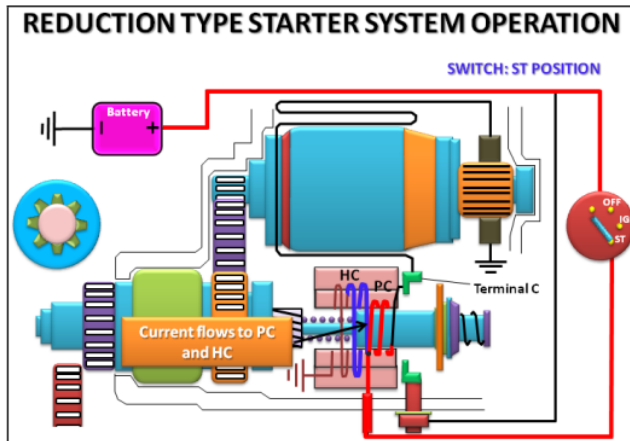 REDUCTION TYPE STARTER SYSTEM OPERATION
SWITCH: ST POSITION
Battery
- +
OFF
IG
ST
HC
PC
Terminal C
Current flows to PC
and HC